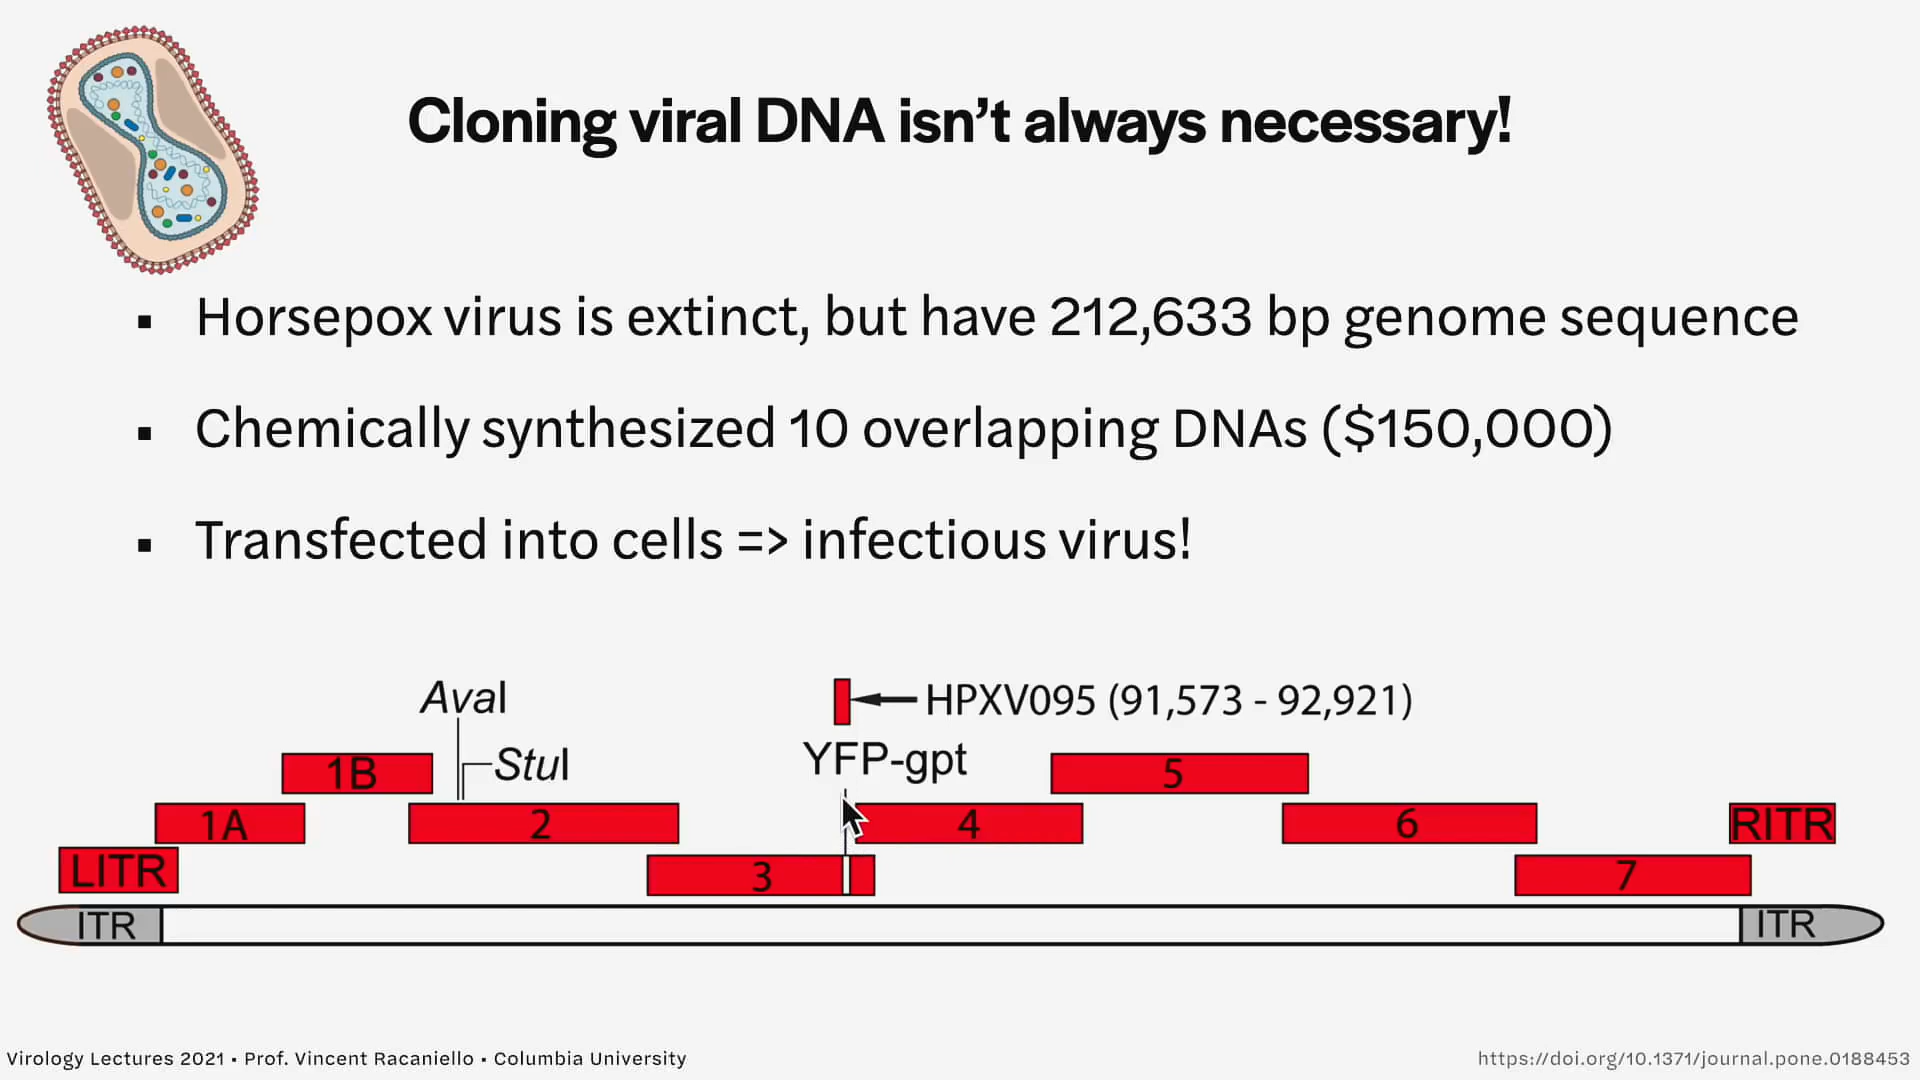 Cloning viral DNA isn’t always necessary!
▪ Horsepox virus is extinct, but have 212,633 bp genome sequence
▪ Chemically synthesized 10 overlapping DNAs ($150,000)
▪ Transfected into cells => infectious virus!
AvaI
HPXV095 (91,573 - 92,921)
StuI
YFP-gpt
1B
5
1A
2
4
6
RITR
LITR
3
7
ITR
ITR
Virology Lectures 2021 • Prof. Vincent Racaniello • Columbia University
https://doi.org/10.1371/journal.pone.0188453